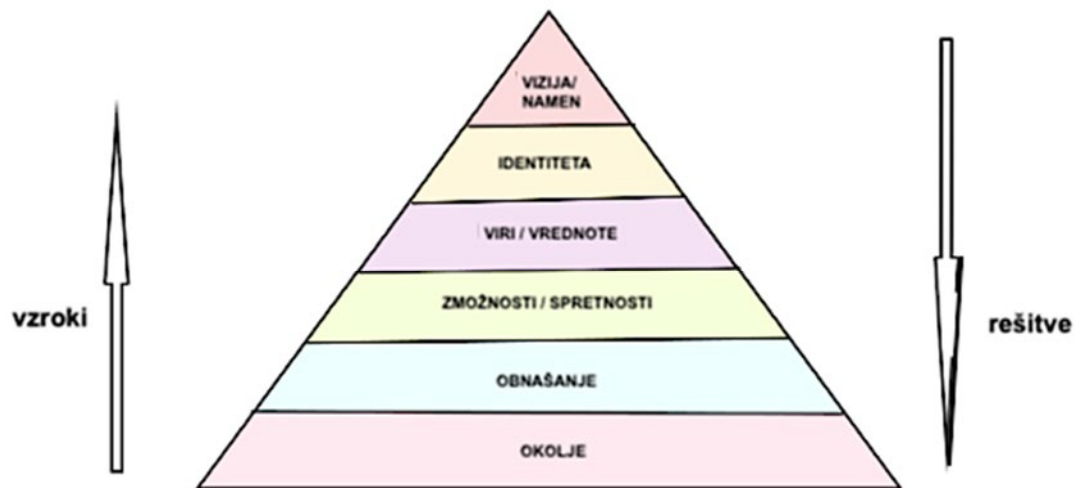 VIZIJA/
NAMEN
IDENTITETA
VIRI / VREDNOTE
ZMOŽNOSTI / SPRETNOSTI
vzroki
rešitve
OBNAŠANJE
OKOLJE